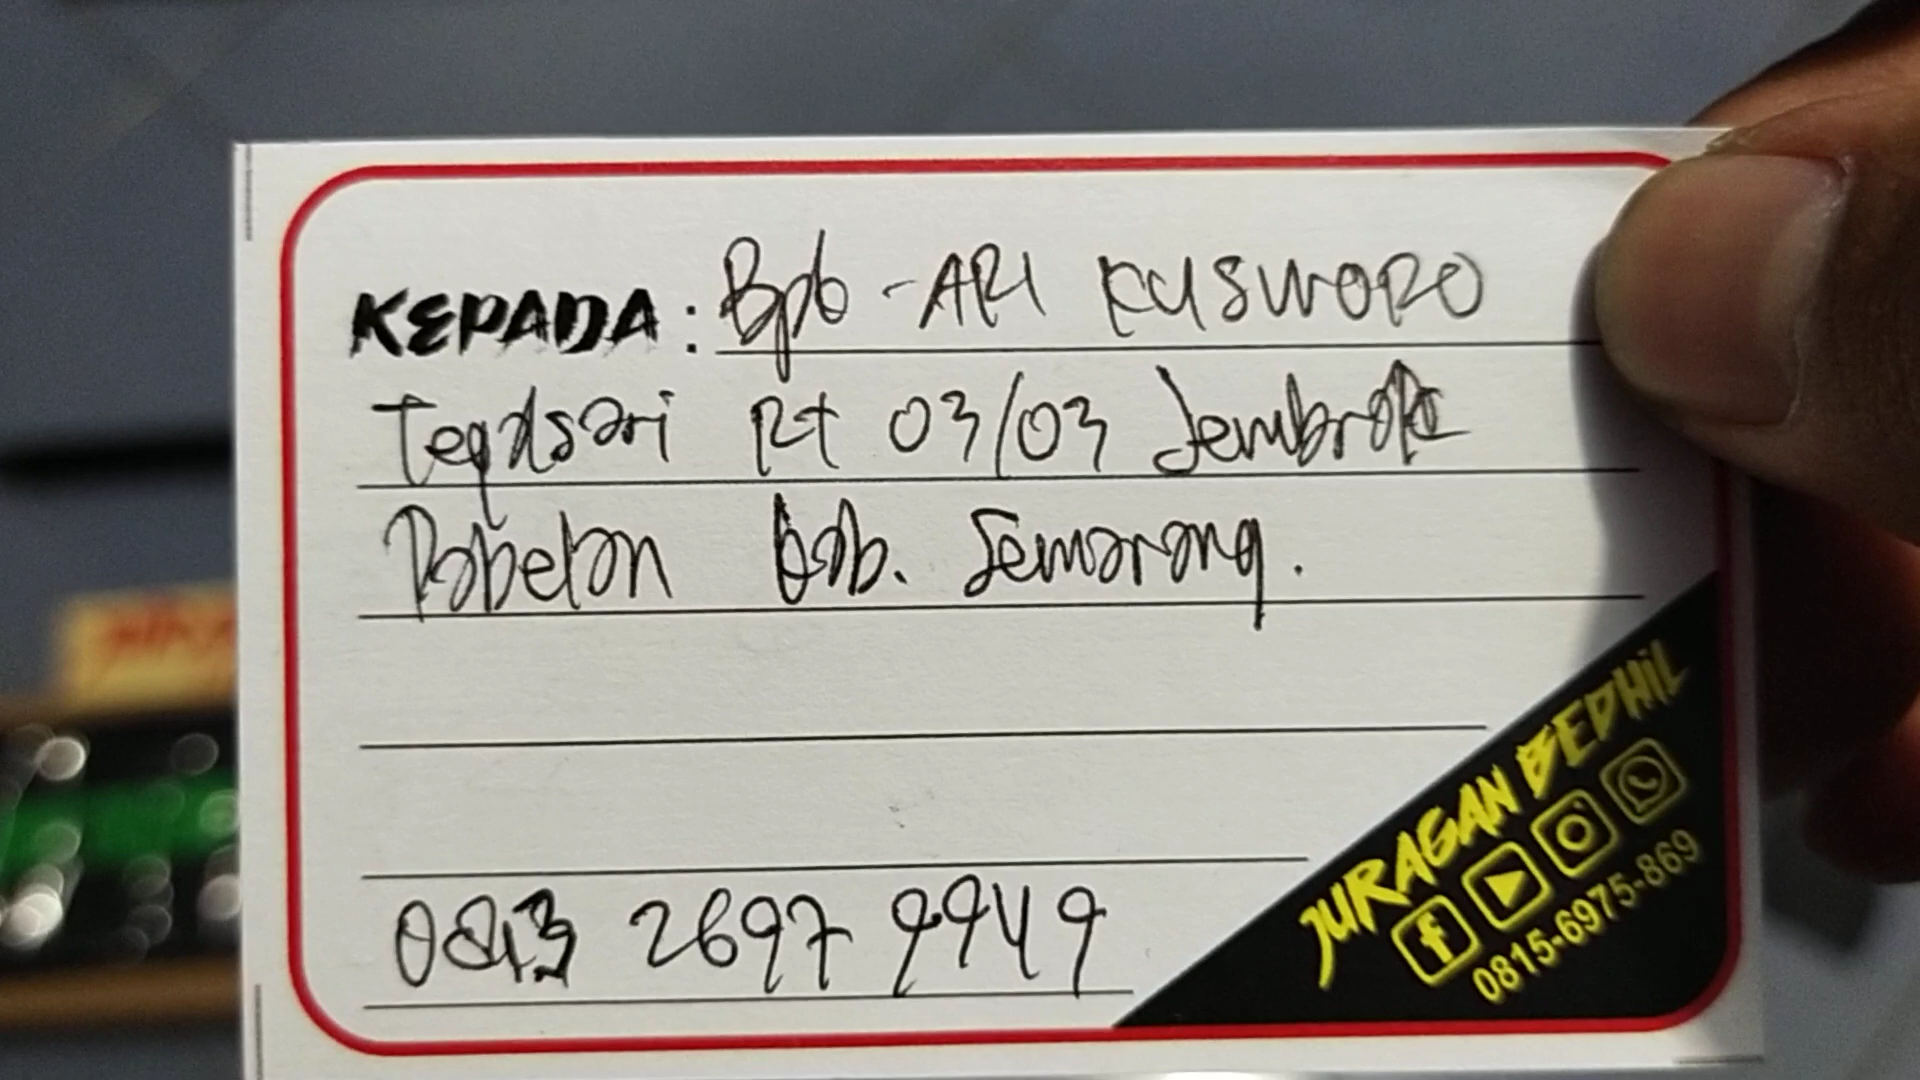 KEPADA: Bpb - ARI KUSWORO
Tegalsari Rt 03/03 Jembrak
Pabelan kab. Semarang.
0813 2697 9949
JURAGAN BEDHIL
0815-6975-869